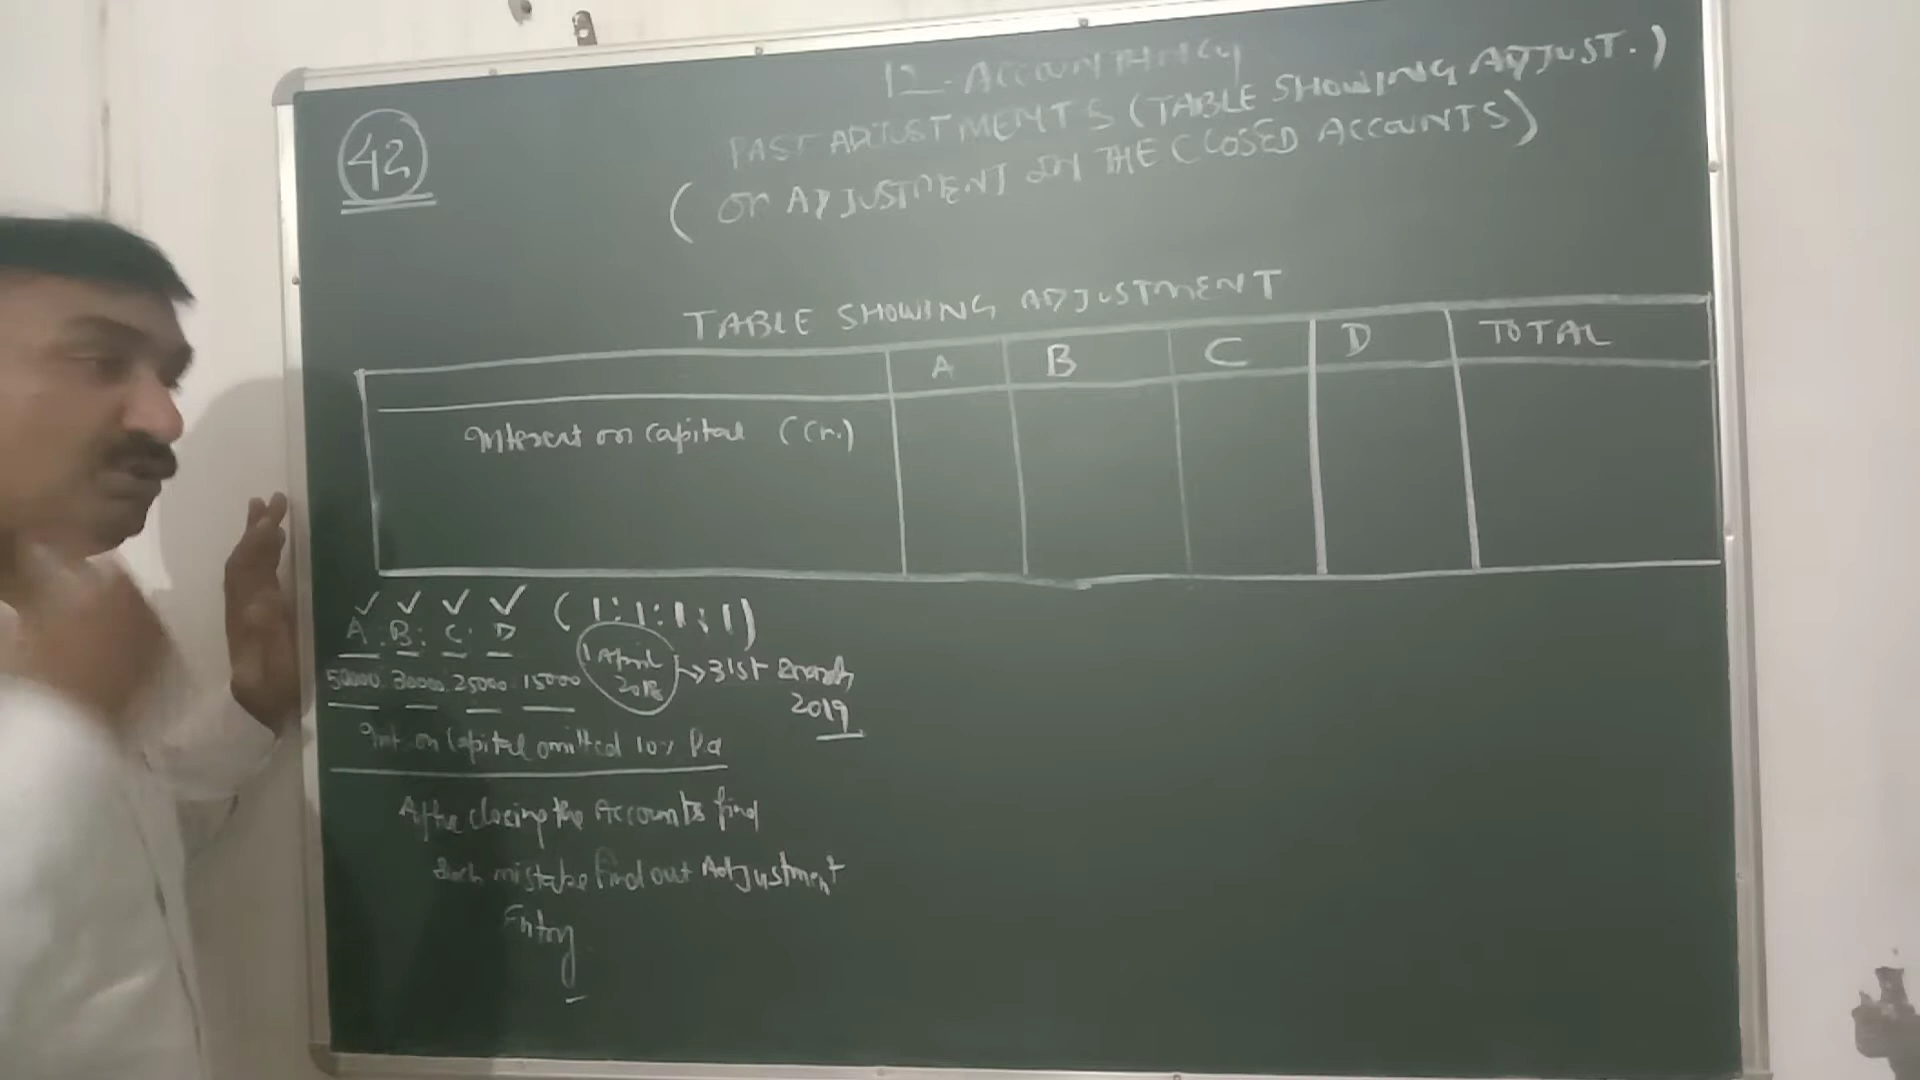 42
12-ACCOUNTANCY
PAST ADJUSTMENTS (TABLE SHOWING ADJUST.)
(or ADJUSTMENT IN THE CLOSED ACCOUNTS)
TABLE SHOWING ADJUSTMENT
A B C D TOTAL
Interest on capital (Cr.)
A : B : C : D (1:1:1:1)
50000 30000 25000 15000 1 April 2018 → 31st March 2019
Int. on Capital omitted 10% P.a
After closing the Accounts find
Such mistake find out Adjustment
Entry